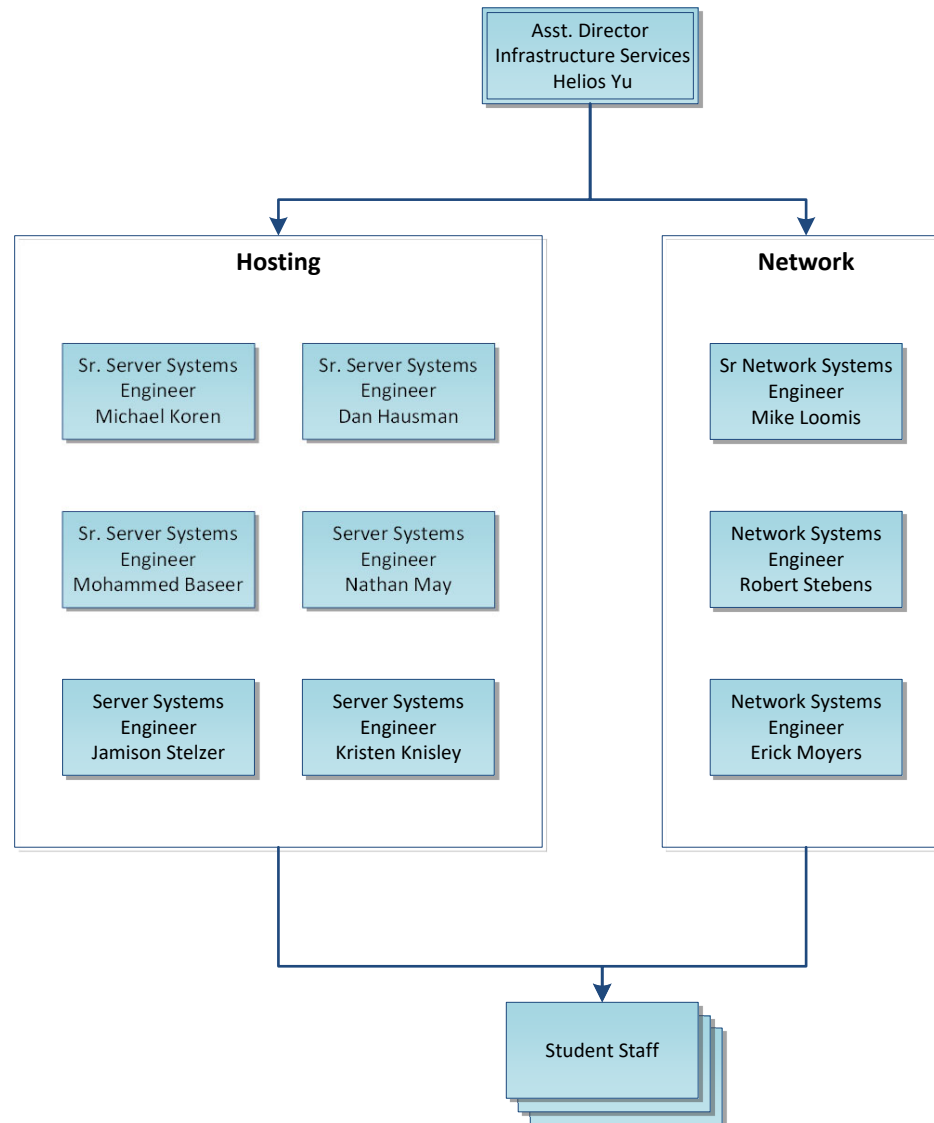 Asst. Director
Infrastructure Services
Helios Yu
Hosting
Network
Sr. Server Systems
Engineer
Michael Koren
Sr. Server Systems
Engineer
Dan Hausman
Sr Network Systems
Engineer
Mike Loomis
Sr. Server Systems
Engineer
Mohammed Baseer
Server Systems
Engineer
Nathan May
Network Systems
Engineer
Robert Stebens
Server Systems
Engineer
Jamison Stelzer
Server Systems
Engineer
Kristen Knisley
Network Systems
Engineer
Erick Moyers
Student Staff